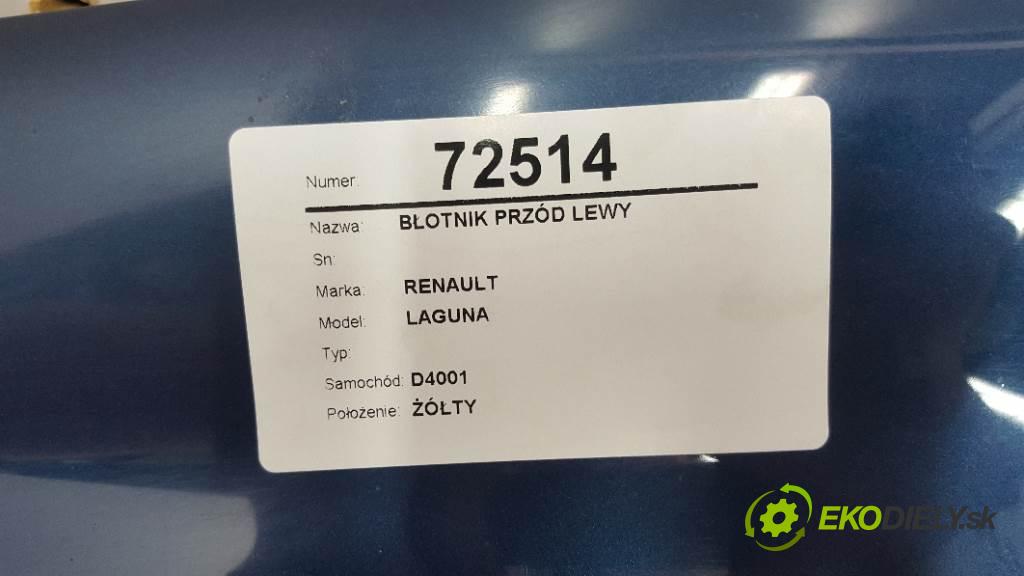 Numer: 72514
Nazwa: BŁOTNIK PRZÓD LEWY
Sn:
Marka: RENAULT
Model: LAGUNA
Typ:
Samochód: D4001
Położenie: ŻÓŁTY
EKODIELY.sk